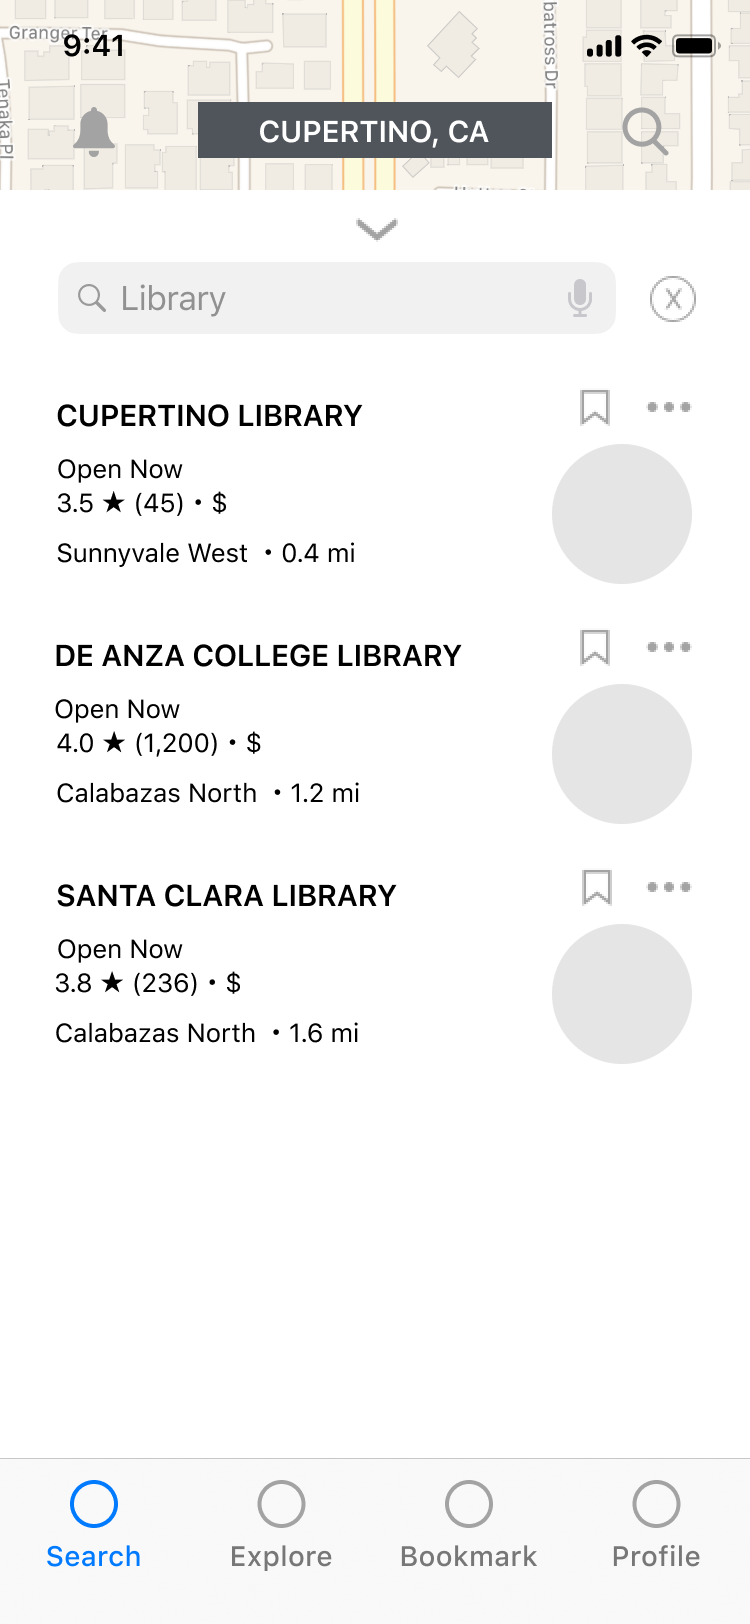 Granger Ter
9:41
batross Dr
Tenaka Pl
CUPERTINO, CA
Library
X
CUPERTINO LIBRARY
Open Now
3.5 ★ (45) • $
Sunnyvale West • 0.4 mi
DE ANZA COLLEGE LIBRARY
Open Now
4.0 ★ (1,200) • $
Calabazas North • 1.2 mi
SANTA CLARA LIBRARY
Open Now
3.8 ★ (236) • $
Calabazas North • 1.6 mi
Search
Explore
Bookmark
Profile